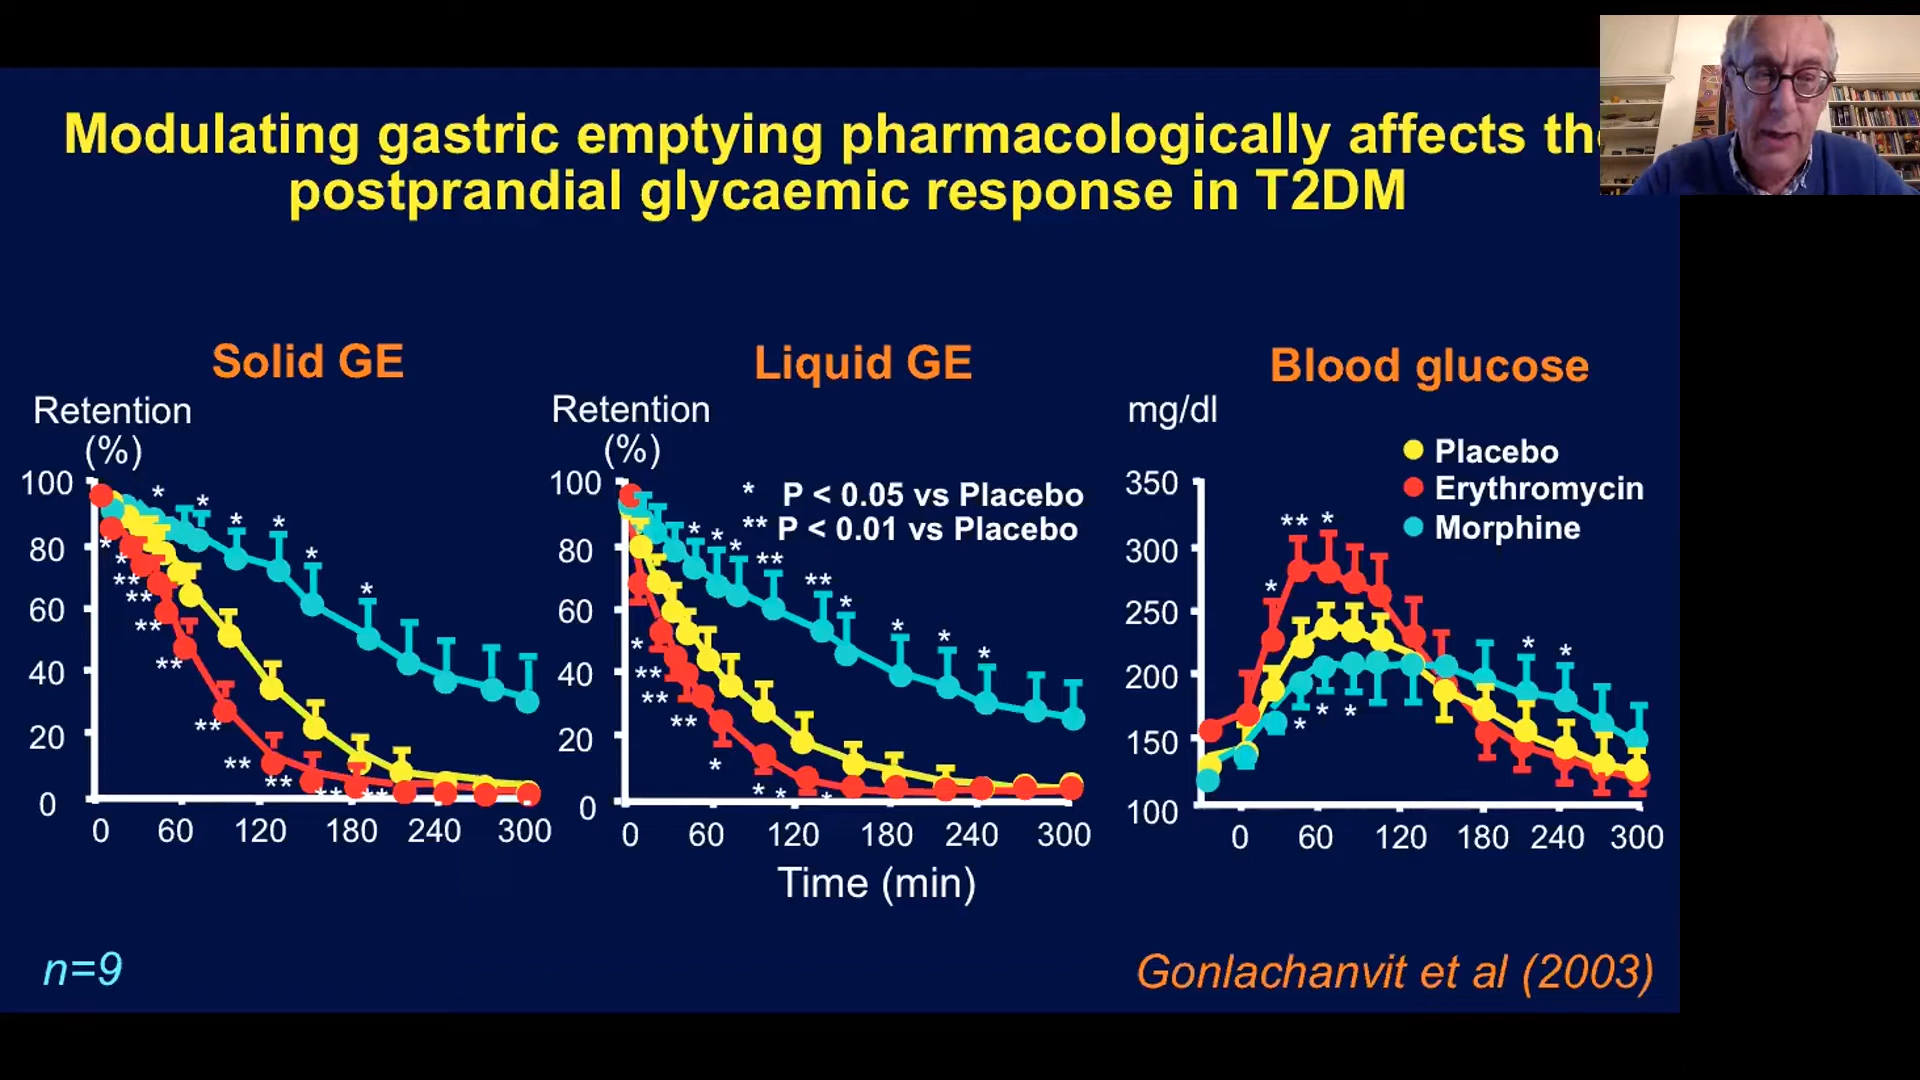 Modulating gastric emptying pharmacologically affects th
postprandial glycaemic response in T2DM
Solid GE
Liquid GE
Blood glucose
Retention
(%)
100
80
60
40
20
0
0 60 120 180 240 300
* * * * * *
* * ** ** ** ** ** ** ** ** **
Retention
(%)
100
80
60
40
20
0
0 60 120 180 240 300
* P < 0.05 vs Placebo
** P < 0.01 vs Placebo
* * * ** ** * * * *
* ** ** ** * * * *
Time (min)
mg/dl
350
300
250
200
150
100
0 60 120 180 240 300
Placebo
Erythromycin
Morphine
* ** * * *
* * *
n=9
Gonlachanvit et al (2003)